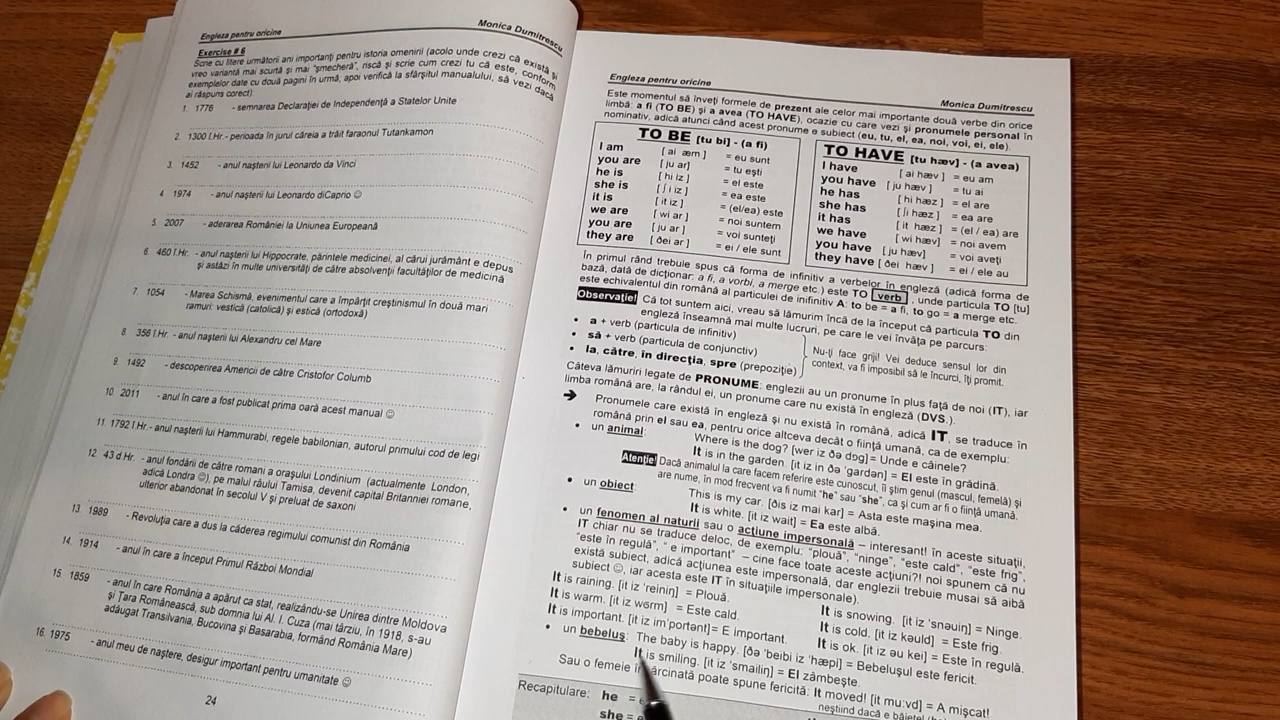 Engleza pentru oricine
Monica Dumitrescu
Exercise # 6
Scrie cu litere următorii ani importanți pentru istoria omenirii (acolo unde crezi că există și
vreo variantă mai scurtă și mai "șmecheră", riscă și scrie cum crezi tu că este, conform
exemplelor date cu două pagini în urmă, apoi verifică la sfârșitul manualului, să vezi dacă
ai răspuns corect):
1. 1776 - semnarea Declarației de Independență a Statelor Unite
2. 1300 î.Hr. - perioada în jurul căreia a trăit faraonul Tutankamon
3. 1452 - anul nașterii lui Leonardo da Vinci
4. 1974 - anul nașterii lui Leonardo diCaprio ☺
5. 2007 - aderarea României la Uniunea Europeană
6. 460 î.Hr. - anul nașterii lui Hippocrate, părintele medicinei, al cărui jurământ e depus
și astăzi în multe universități de către absolvenții facultăților de medicină
7. 1054 - Marea Schismă, evenimentul care a împărțit creștinismul în două mari
ramuri: vestică (catolică) și estică (ortodoxă)
8. 356 î.Hr. - anul nașterii lui Alexandru cel Mare
9. 1492 - descoperirea Americii de către Cristofor Columb
10. 2011 - anul în care a fost publicat prima oară acest manual ☺
11. 1792 î.Hr.- anul nașterii lui Hammurabi, regele babilonian, autorul primului cod de legi
12. 43 d.Hr. - anul fondării de către romani a orașului Londinium (actualmente London,
adică Londra ☺), pe malul râului Tamisa, devenit capital Britanniei romane,
ulterior abandonat în secolul V și preluat de saxoni
13. 1989 - Revoluția care a dus la căderea regimului comunist din România
14. 1914 - anul în care a început Primul Război Mondial
15. 1859 - anul în care România a apărut ca stat, realizându-se Unirea dintre Moldova
și Țara Românească, sub domnia lui Al. I. Cuza (mai târziu, în 1918, s-au
adăugat Transilvania, Bucovina și Basarabia, formând România Mare)
16. 1975 - anul meu de naștere, desigur important pentru umanitate ☺
24
Engleza pentru oricine
Monica Dumitrescu
Este momentul să înveți formele de prezent ale celor mai importante două verbe din orice
limbă: a fi (TO BE) și a avea (TO HAVE), ocazie cu care vezi și pronumele personal în
nominativ, adică atunci când acest pronume e subiect (eu, tu, el, ea, noi, voi, ei, ele).
TO BE [tu bi] - (a fi)
I am [ ai æm ] = eu sunt
you are [ ju ar] = tu ești
he is [ hi iz ] = el este
she is [ ʃi iz ] = ea este
it is [ it iz ] = (el/ea) este
we are [ wi ar ] = noi suntem
you are [ ju ar ] = voi sunteți
they are [ ðei ar ] = ei / ele sunt
TO HAVE [tu hæv] - (a avea)
I have [ ai hæv ] = eu am
you have [ ju hæv ] = tu ai
he has [ hi hæz ] = el are
she has [ ʃi hæz ] = ea are
it has [ it hæz ] = (el / ea) are
we have [ wi hæv] = noi avem
you have [ ju hæv] = voi aveți
they have [ ðei hæv ] = ei / ele au
În primul rând trebuie spus că forma de infinitiv a verbelor în engleză (adică forma de
bază, dată de dicționar: a fi, a vorbi, a merge etc.) este TO verb , unde particula TO [tu]
este echivalentul din română al particulei de inifinitiv A: to be = a fi, to go = a merge etc.
Observație! Că tot suntem aici, vreau să lămurim încă de la început că particula TO din
engleză înseamnă mai multe lucruri, pe care le vei învăța pe parcurs:
• a + verb (particula de infinitiv)
• să + verb (particula de conjunctiv)
• la, către, în direcția, spre (prepoziție)
Nu-ți face griji! Vei deduce sensul lor din
context, va fi imposibil să le încurci, îți promit.
Câteva lămuriri legate de PRONUME: englezii au un pronume în plus față de noi (IT), iar
limba română are, la rândul ei, un pronume care nu există în engleză (DVS.).
➔ Pronumele care există în engleză și nu există în română, adică IT, se traduce în
română prin el sau ea, pentru orice altceva decât o ființă umană, ca de exemplu:
• un animal: Where is the dog? [wer iz ðə dog]= Unde e câinele?
It is in the garden. [it iz in ðə 'gardən] = El este în grădină.
Atenție! Dacă animalul la care facem referire este cunoscut, îi știm genul (mascul, femelă) și
are nume, în mod frecvent va fi numit "he" sau "she", ca și cum ar fi o ființă umană.
• un obiect: This is my car. [ðis iz mai kar] = Asta este mașina mea.
It is white. [it iz wait] = Ea este albă.
• un fenomen al naturii sau o acțiune impersonală – interesant! în aceste situații,
IT chiar nu se traduce deloc, de exemplu: "plouă", "ninge", "este cald", "este frig",
"este în regulă", " e important" – cine face toate aceste acțiuni?! noi spunem că nu
există subiect, adică acțiunea este impersonală, dar englezii trebuie musai să aibă
subiect ☺, iar acesta este IT în situațiile impersonale).
It is raining. [it iz 'reinin] = Plouă. It is snowing. [it iz 'snəuin] = Ninge.
It is warm. [it iz wɑrm] = Este cald. It is cold. [it iz kəuld] = Este frig.
It is important. [it iz im'portənt]= E important. It is ok. [it iz əu kei] = Este în regulă.
• un bebeluș: The baby is happy. [ðə 'beibi iz 'hæpi] = Bebelușul este fericit.
It is smiling. [it iz 'smailiŋ] = El zâmbește.
Sau o femeie însărcinată poate spune fericită: It moved! [it mu:vd] = A mișcat!
neștiind dacă e băiețel
Recapitulare: he =
she =